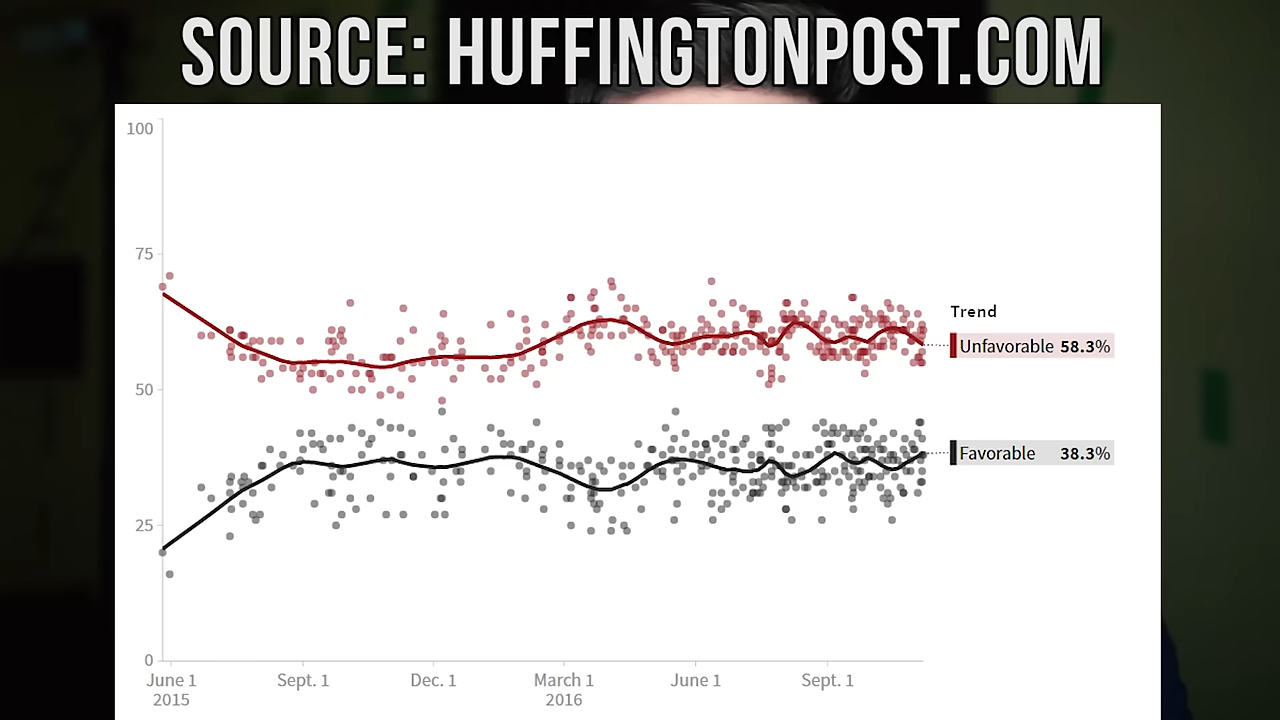 SOURCE: HUFFINGTONPOST.COM
100
75
50
25
0
Trend
Unfavorable 58.3%
Favorable 38.3%
June 1 Sept. 1 Dec. 1 March 1 June 1 Sept. 1
2015 2016